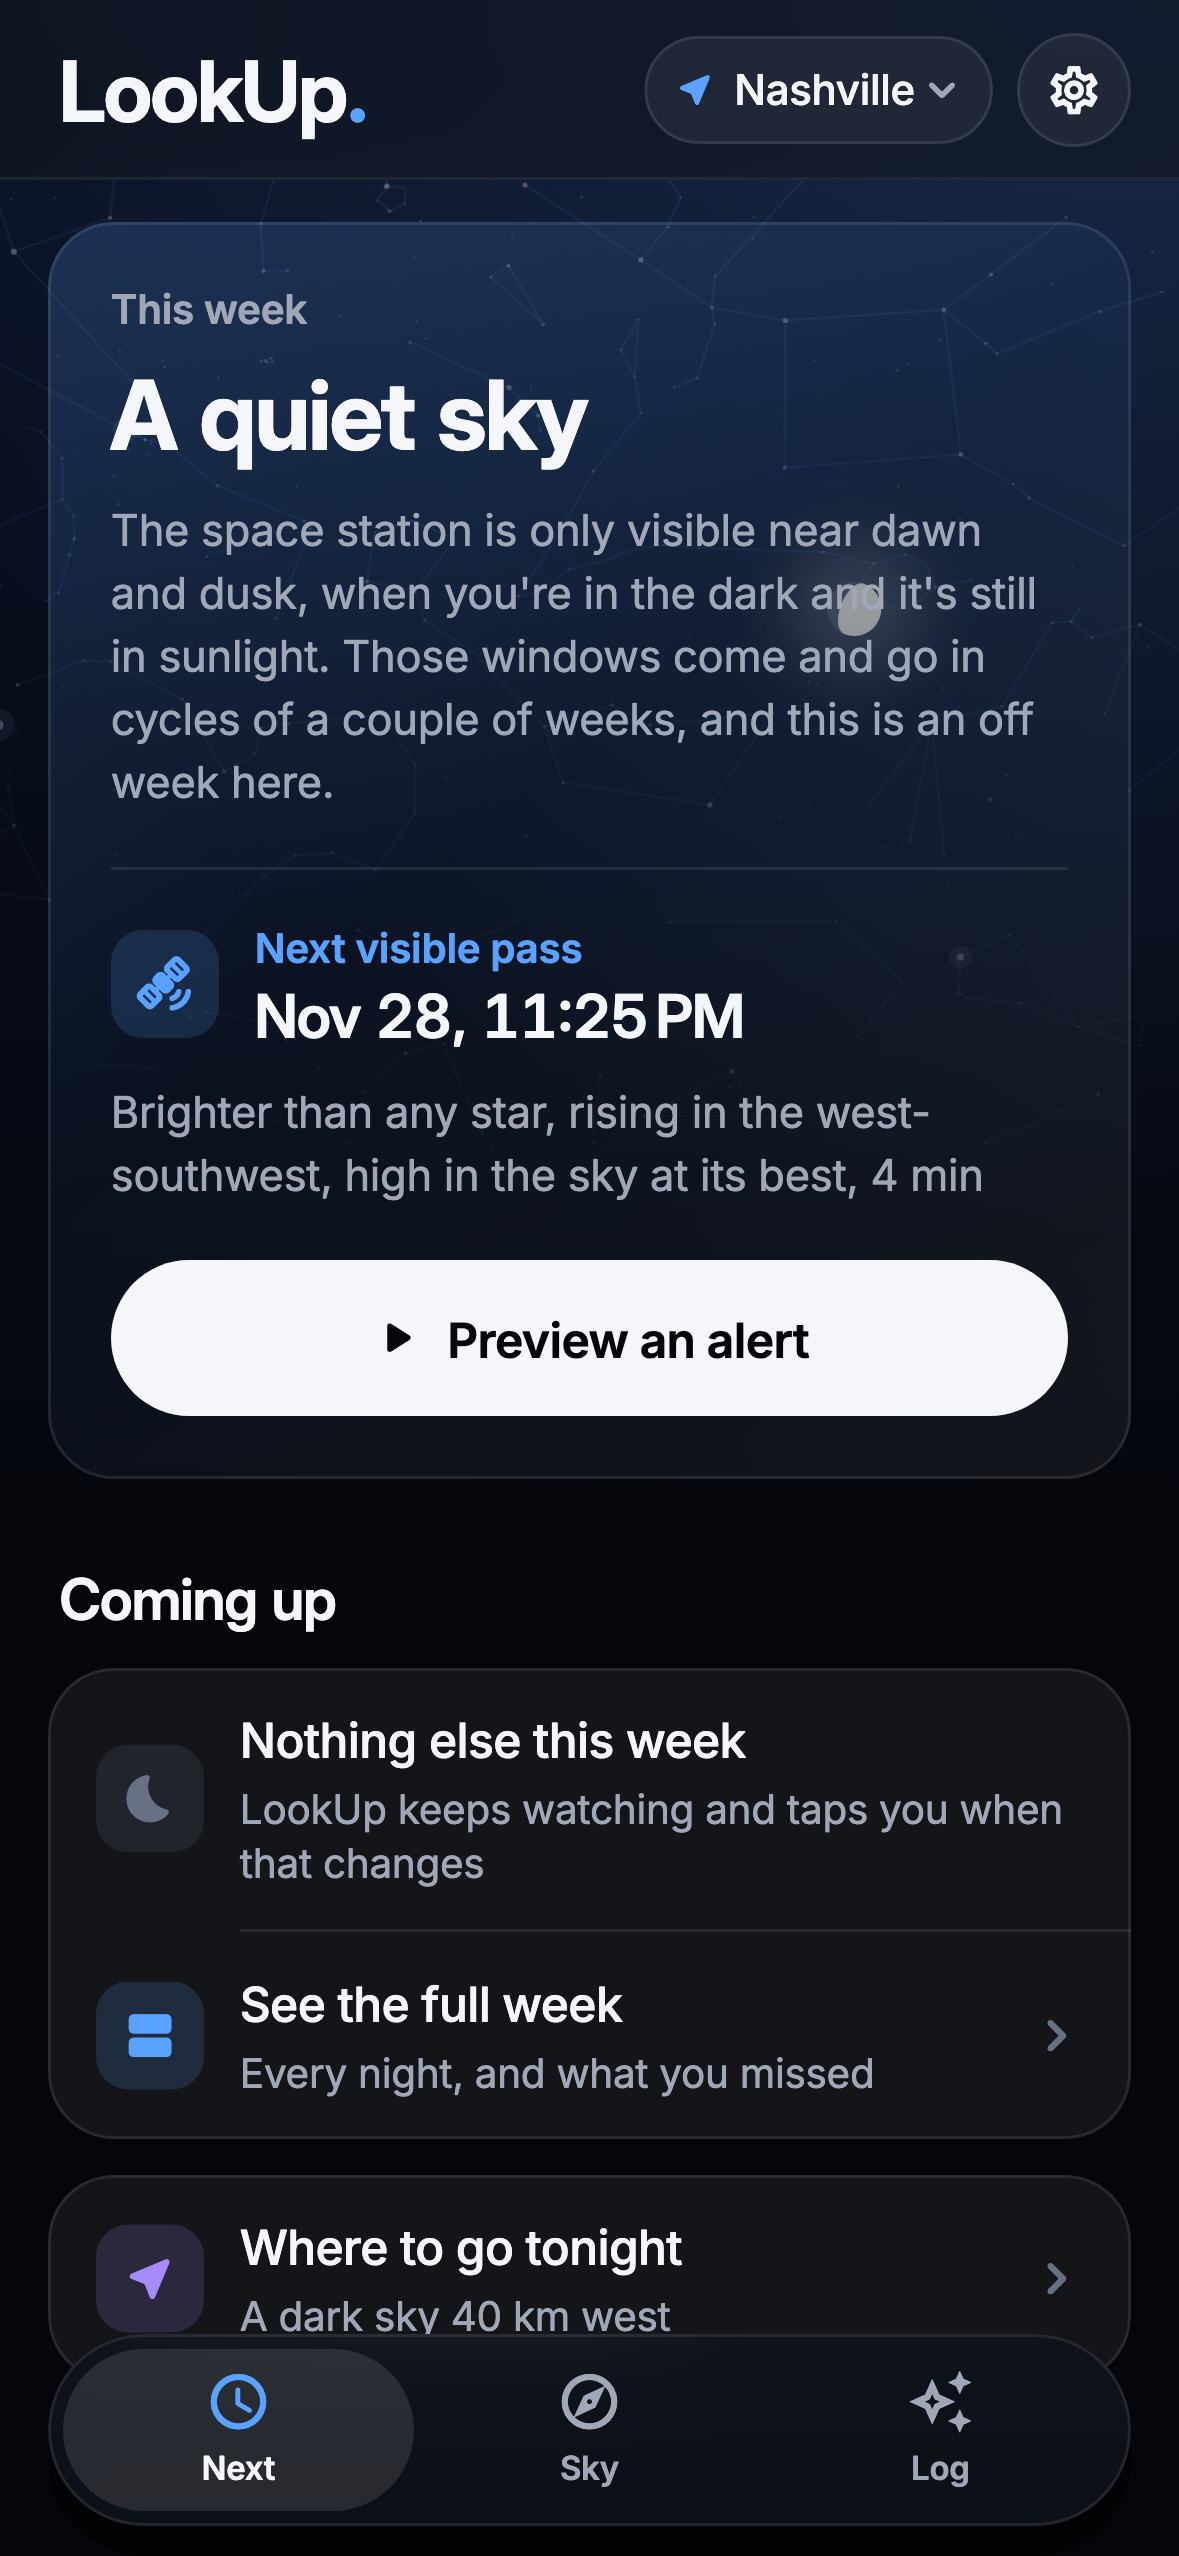 LookUp.
Nashville
This week
A quiet sky
The space station is only visible near dawn
and dusk, when you're in the dark and it's still
in sunlight. Those windows come and go in
cycles of a couple of weeks, and this is an off
week here.
Next visible pass
Nov 28, 11:25 PM
Brighter than any star, rising in the west-
southwest, high in the sky at its best, 4 min
Preview an alert
Coming up
Nothing else this week
LookUp keeps watching and taps you when
that changes
See the full week
Every night, and what you missed
Where to go tonight
A dark sky 40 km west
Next
Sky
Log